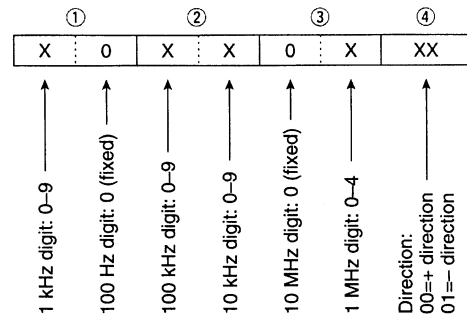 ① ② ③ ④
X 0 X X 0 X XX
1 kHz digit: 0–9
100 Hz digit: 0 (fixed)
100 kHz digit: 0–9
10 kHz digit: 0–9
10 MHz digit: 0 (fixed)
1 MHz digit: 0–4
Direction:
00=+ direction
01=– direction